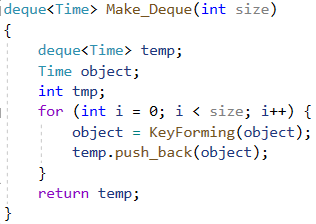 deque<Time> Make_Deque(int size)
{
deque<Time> temp;
Time object;
int tmp;
for (int i = 0; i < size; i++) {
object = KeyForming(object);
temp.push_back(object);
}
return temp;
}